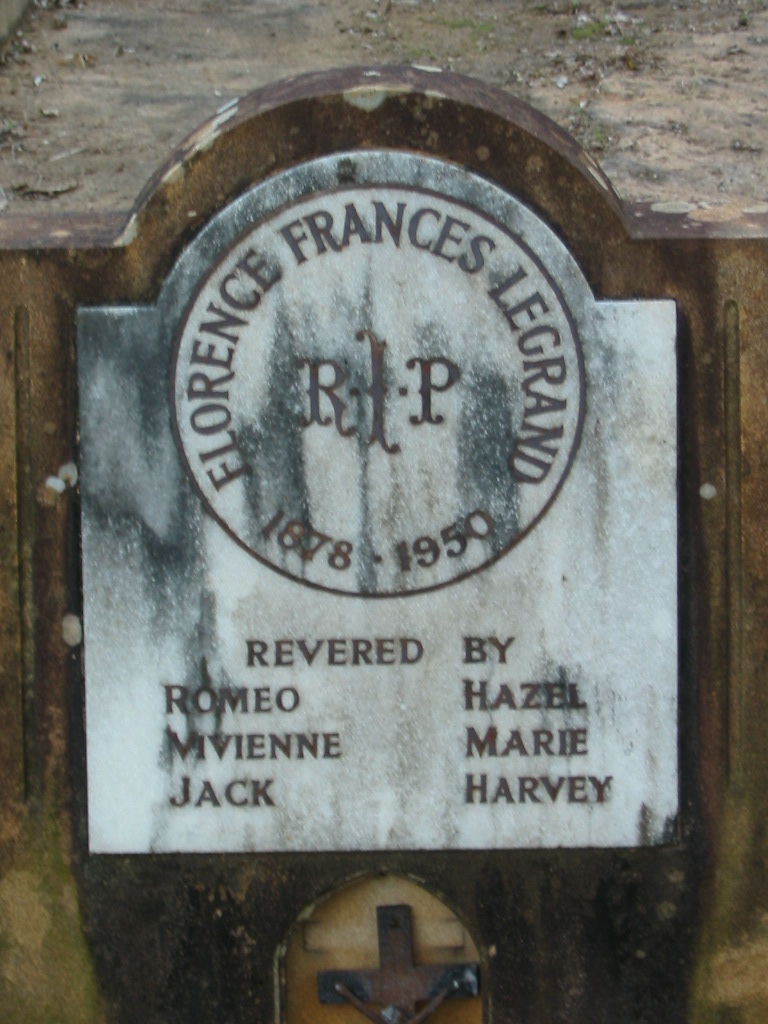 FLORENCE FRANCES LEGRAND
R·I·P
1878 · 1950
REVERED BY
ROMEO HAZEL
VIVIENNE MARIE
JACK HARVEY